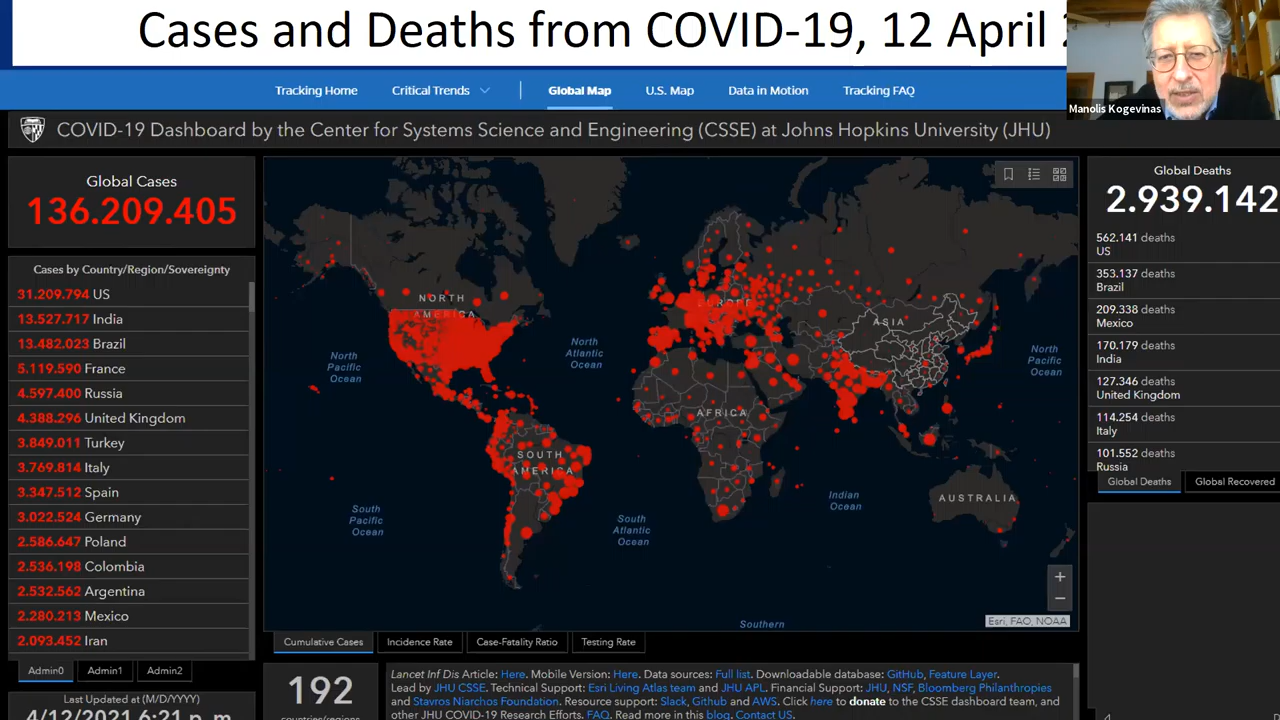 Cases and Deaths from COVID-19, 12 April
Manolis Kogevinas
Tracking Home
Critical Trends
Global Map
U.S. Map
Data in Motion
Tracking FAQ
COVID-19 Dashboard by the Center for Systems Science and Engineering (CSSE) at Johns Hopkins University (JHU)
Global Cases
136.209.405
Cases by Country/Region/Sovereignty
31.209.794 US
13.527.717 India
13.482.023 Brazil
5.119.590 France
4.597.400 Russia
4.388.296 United Kingdom
3.849.011 Turkey
3.769.814 Italy
3.347.512 Spain
3.022.524 Germany
2.586.647 Poland
2.536.198 Colombia
2.532.562 Argentina
2.280.213 Mexico
2.093.452 Iran
Admin0
Admin1
Admin2
Last Updated at (M/D/YYYY)
4/12/2021 6:21 p. m.
NORTH
AMERICA
EUROPE
ASIA
AFRICA
SOUTH
AMERICA
AUSTRALIA
North
Pacific
Ocean
North
Atlantic
Ocean
North
Pacific
Ocean
South
Pacific
Ocean
South
Atlantic
Ocean
Indian
Ocean
Southern
+
−
Esri, FAO, NOAA
Cumulative Cases
Incidence Rate
Case-Fatality Ratio
Testing Rate
192
countries/regions
Lancet Inf Dis Article: Here. Mobile Version: Here. Data sources: Full list. Downloadable database: GitHub, Feature Layer.
Lead by JHU CSSE. Technical Support: Esri Living Atlas team and JHU APL. Financial Support: JHU, NSF, Bloomberg Philanthropies
and Stavros Niarchos Foundation. Resource support: Slack, Github and AWS. Click here to donate to the CSSE dashboard team, and
other JHU COVID-19 Research Efforts. FAQ. Read more in this blog. Contact US.
Global Deaths
2.939.142
562.141 deaths
US
353.137 deaths
Brazil
209.338 deaths
Mexico
170.179 deaths
India
127.346 deaths
United Kingdom
114.254 deaths
Italy
101.552 deaths
Russia
Global Deaths
Global Recovered